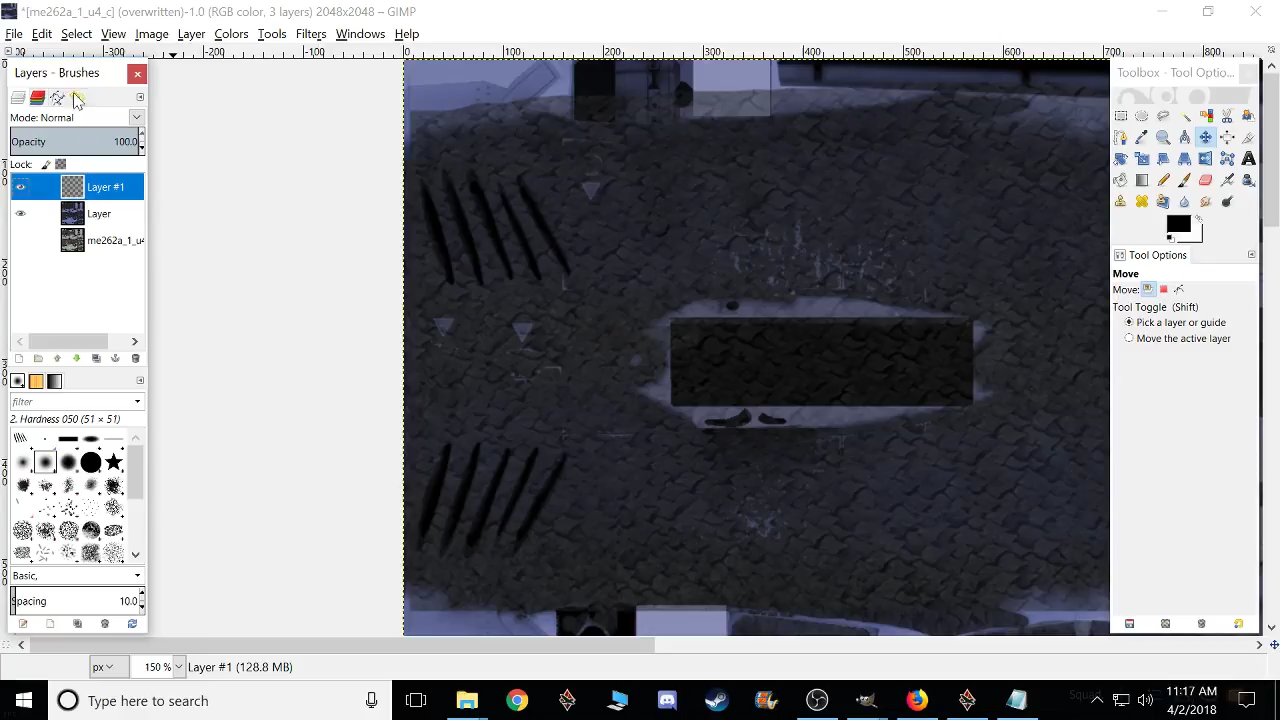 *[me262a_1_u4_c] (overwritten)-1.0 (RGB color, 3 layers) 2048x2048 – GIMP
File Edit Select View Image Layer Colors Tools Filters Windows Help
-300 -200 -100 0 100 200 300 400 500 600 700 800
Layers - Brushes
Toolbox - Tool Optio...
Mode: Normal
Opacity 100.0
Lock:
Layer #1
Layer
me262a_1_u4
filter
2. Hardness 050 (51 × 51)
Basic,
Spacing 10.0
Tool Options
Move
Move:
Tool Toggle (Shift)
Pick a layer or guide
Move the active layer
px 150 % Layer #1 (128.8 MB)
Type here to search
Squad
11:17 AM
4/2/2018